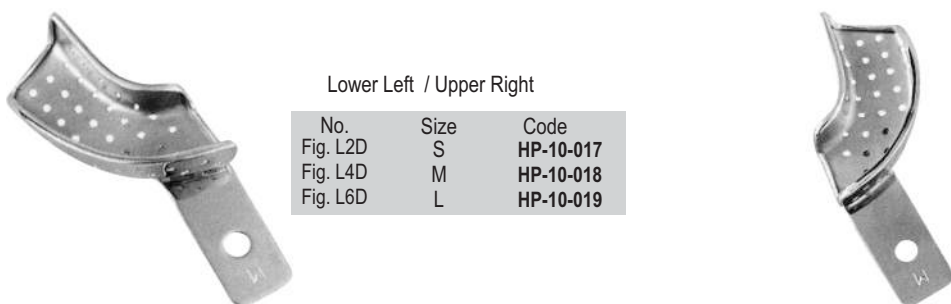 Lower Left / Upper Right
No. Size Code
Fig. L2D S HP-10-017
Fig. L4D M HP-10-018
Fig. L6D L HP-10-019
M
M